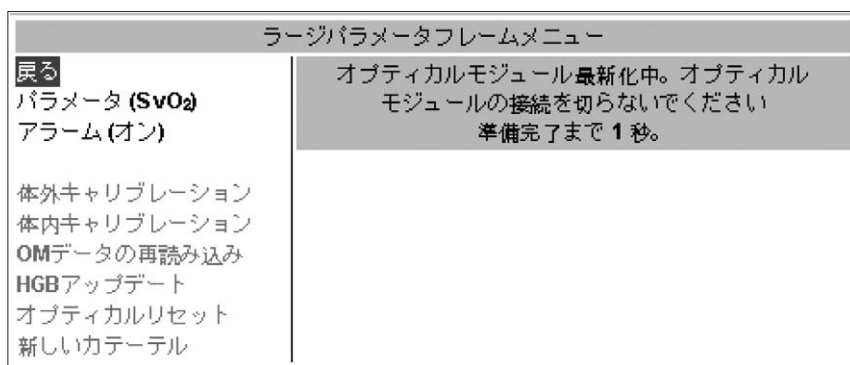 ラージパラメータフレームメニュー
戻る
パラメータ (SvO₂)
アラーム (オン)
体外キャリブレーション
体内キャリブレーション
OMデータの再読み込み
HGBアップデート
オプティカルリセット
新しいカテーテル
オプティカルモジュール最新化中。オプティカル
モジュールの接続を切らないでください
準備完了まで 1 秒。